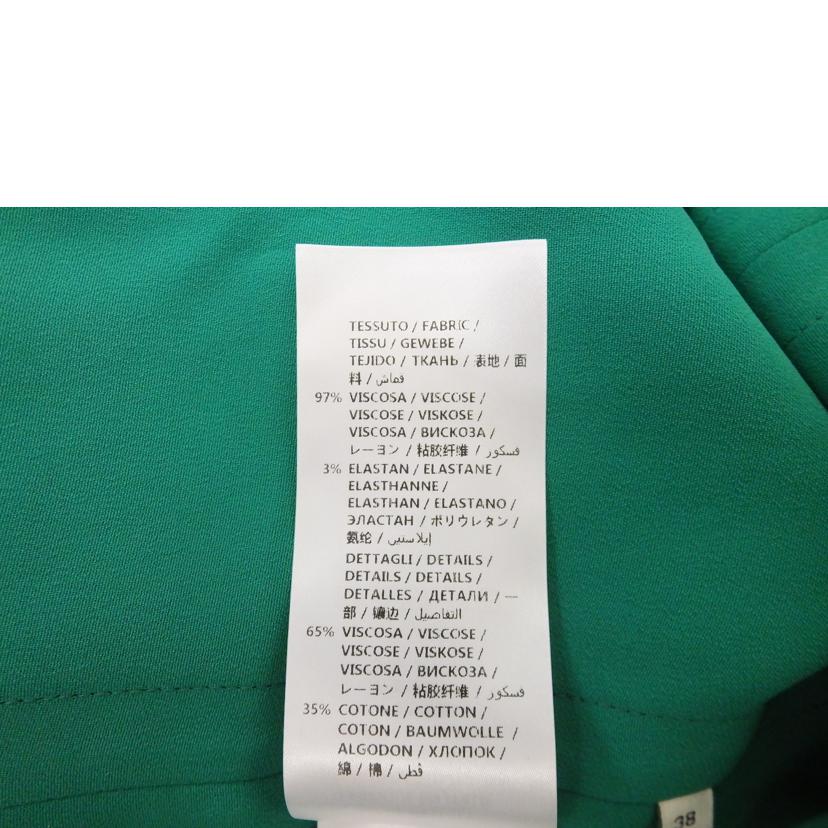 TESSUTO / FABRIC /
TISSU / GEWEBE /
TEJIDO / ТКАНЬ / 表地 / 面
料 / قماش
97% VISCOSA / VISCOSE /
VISCOSE / VISKOSE /
VISCOSA / ВИСКОЗА /
レーヨン / 粘胶纤维 / فسكوز
3% ELASTAN / ELASTANE /
ELASTHANNE /
ELASTHAN / ELASTANO /
ЭЛАСТАН / ポリウレタン /
氨纶 / إيلاستين
DETTAGLI / DETAILS /
DETAILS / DETAILS /
DETALLES / ДЕТАЛИ / 一
部 / 镶边 / التفاصيل
65% VISCOSA / VISCOSE /
VISCOSE / VISKOSE /
VISCOSA / ВИСКОЗА /
レーヨン / 粘胶纤维 / فسكوز
35% COTONE / COTTON /
COTON / BAUMWOLLE /
ALGODON / ХЛОПОК /
綿 / 棉 / قطن
38